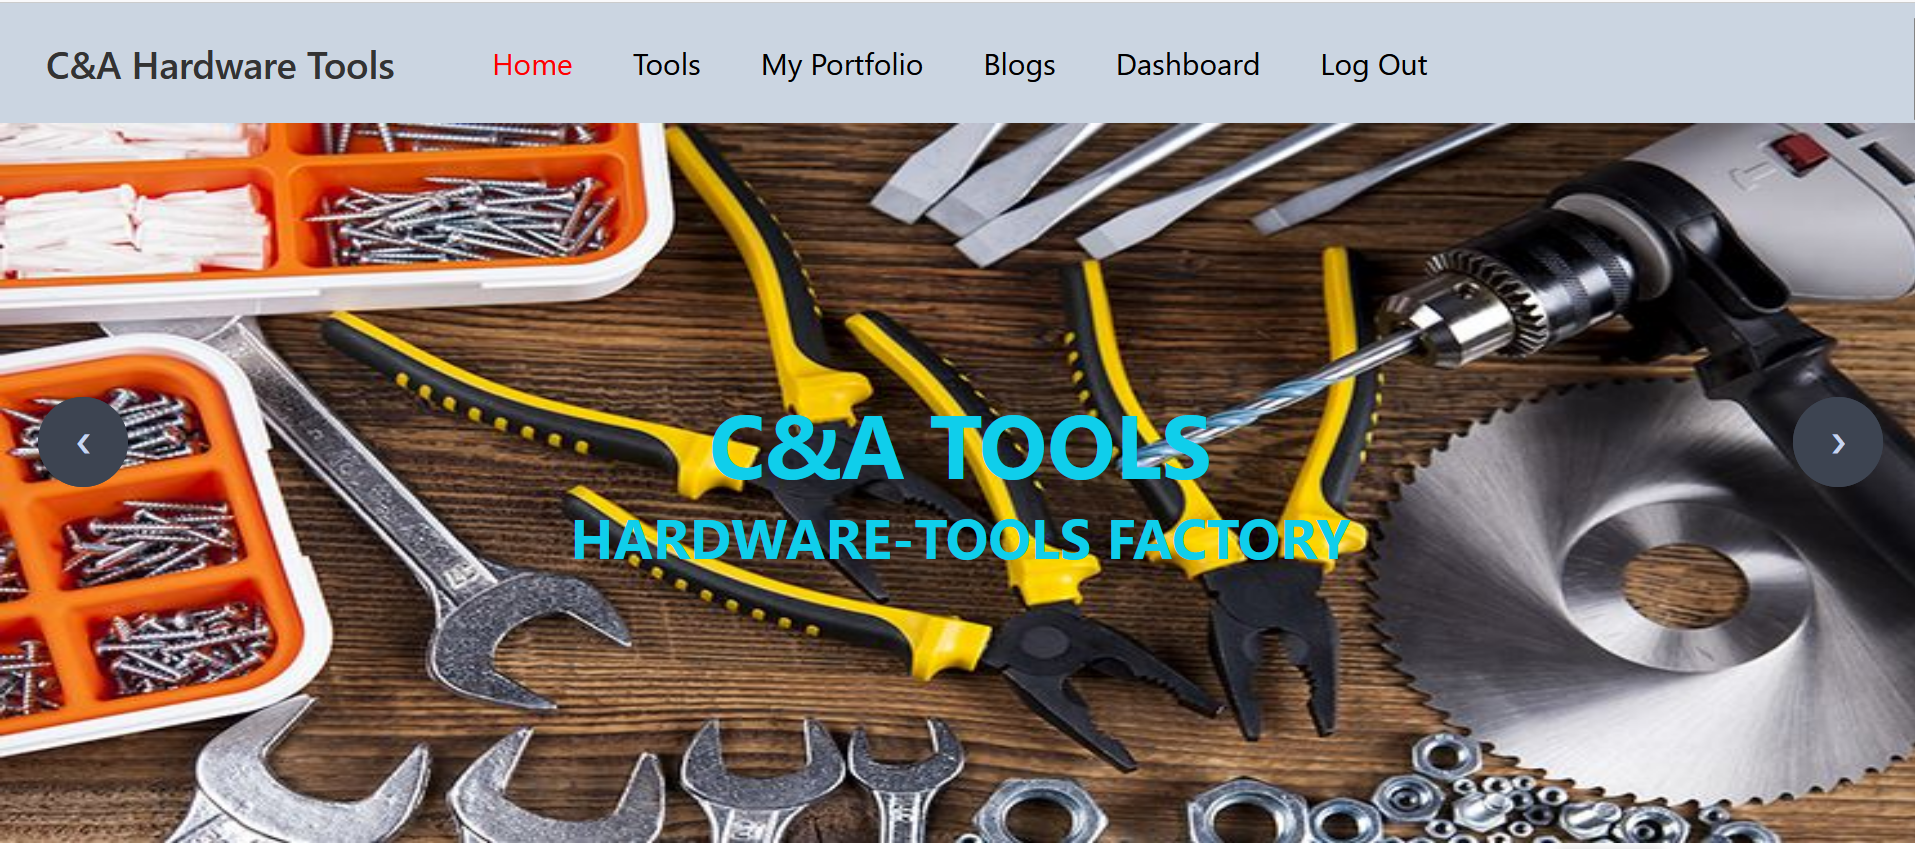 C&A Hardware Tools Home Tools My Portfolio Blogs Dashboard Log Out
❮ ❯
C&A TOOLS
HARDWARE-TOOLS FACTORY